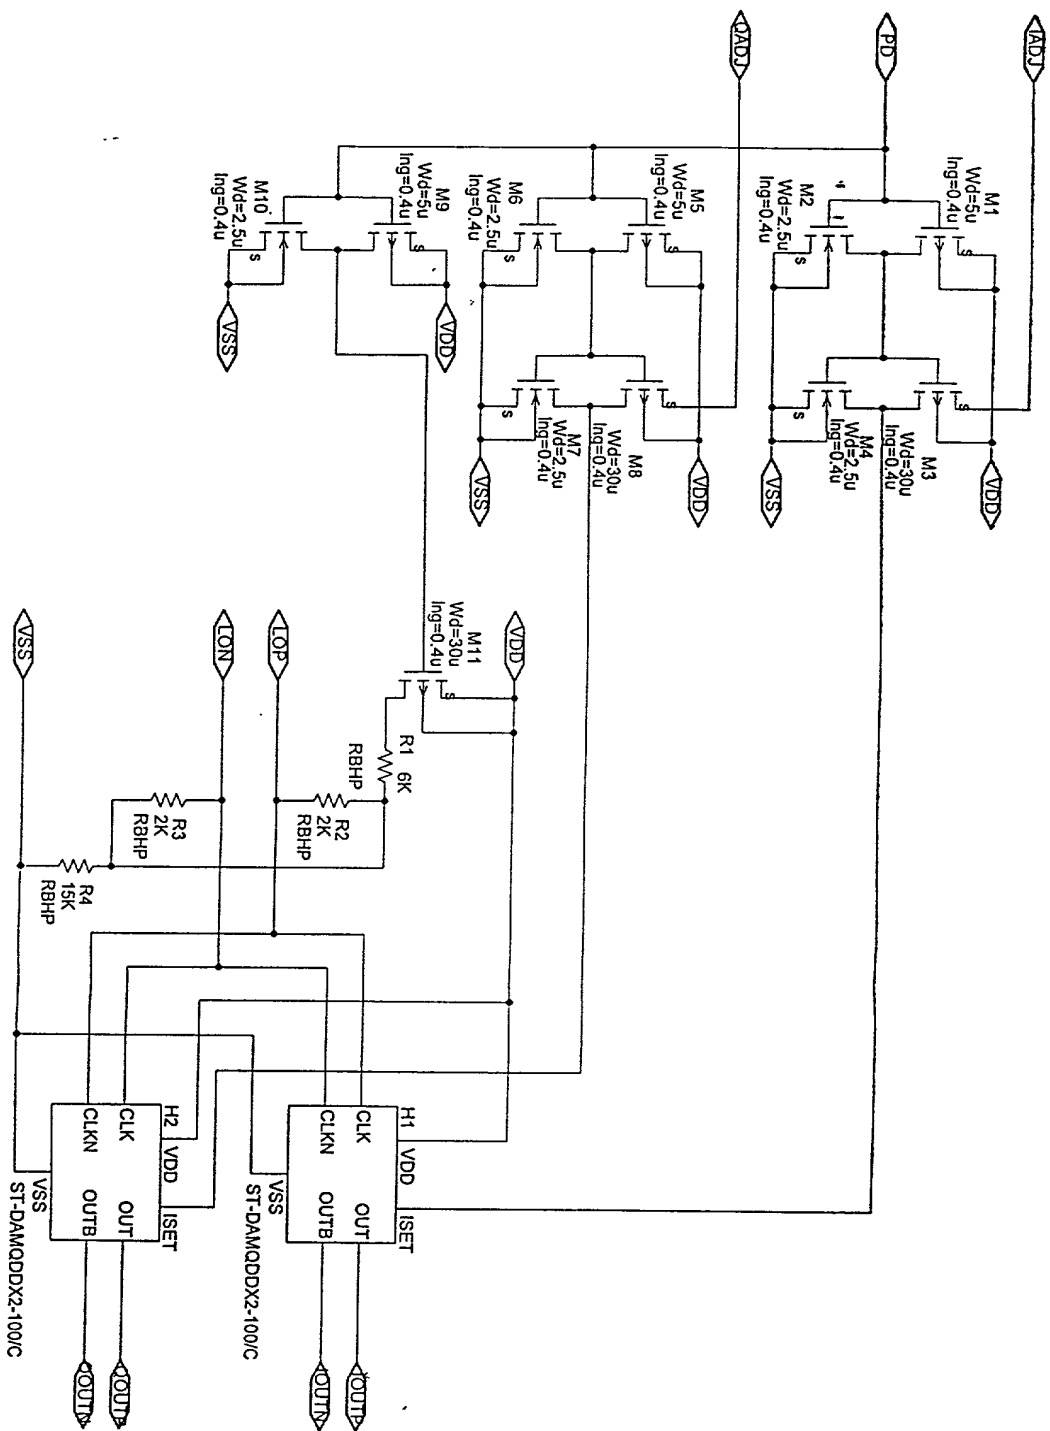 IADJ
PD
QADJ
M1
Wd=5u
lng=0.4u
M2
Wd=2.5u
lng=0.4u
s
s
VDD
M3
Wd=30u
lng=0.4u
M4
Wd=2.5u
lng=0.4u
s
s
VSS
M5
Wd=5u
lng=0.4u
M6
Wd=2.5u
lng=0.4u
s
s
VDD
M8
Wd=30u
lng=0.4u
M7
Wd=2.5u
lng=0.4u
s
s
VSS
M9
Wd=5u
lng=0.4u
M10
Wd=2.5u
lng=0.4u
s
s
VDD
VSS
VDD
M11
Wd=30u
lng=0.4u
s
R1
6K
RBHP
LOP
R2
2K
RBHP
LON
R3
2K
RBHP
VSS
R4
15K
RBHP
H1
VDD
ISET
CLK
OUT
CLKN
OUTB
VSS
ST-DAMQDDX2-100/C
IOUTP
IOUTN
H2
VDD
ISET
CLK
OUT
CLKN
OUTB
VSS
ST-DAMQDDX2-100/C
QOUTP
QOUTN